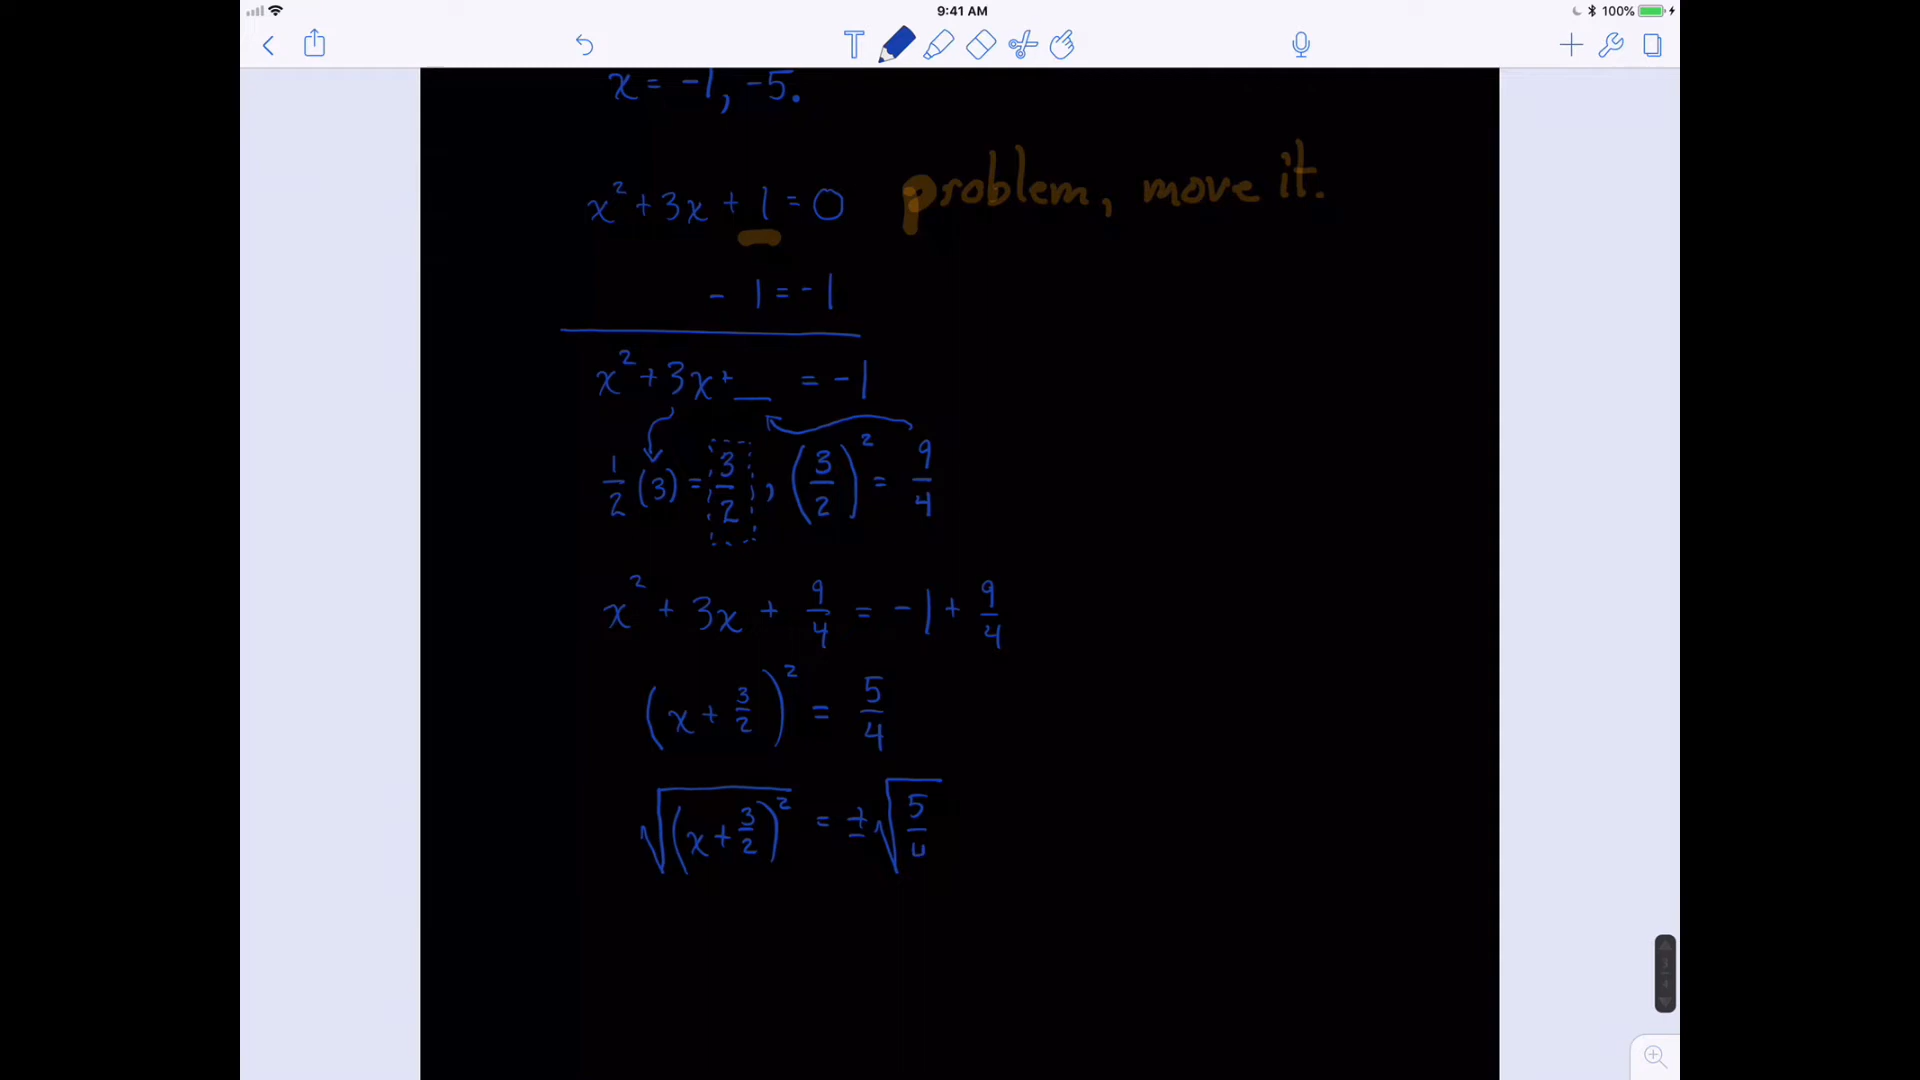 9:41 AM
100%
T
x = -1, -5.
x² + 3x + 1 = 0 problem, move it.
- 1 = -1
x² + 3x + __ = -1
1/2 (3) = 3/2 , (3/2)² = 9/4
x² + 3x + 9/4 = -1 + 9/4
(x + 3/2)² = 5/4
√(x + 3/2)² = ±√5/4